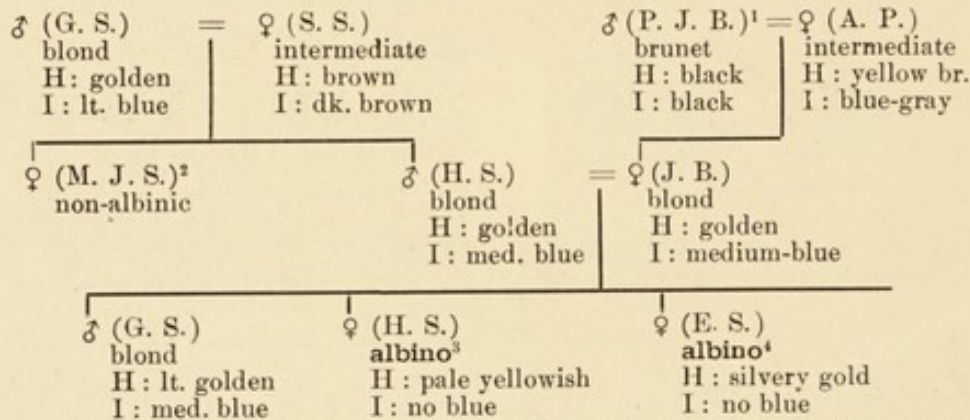 ♂ (G. S.) = ♀ (S. S.) ♂ (P. J. B.)¹ = ♀ (A. P.)
blond intermediate brunet intermediate
H : golden H : brown H : black H : yellow br.
I : lt. blue I : dk. brown I : black I : blue-gray
♀ (M. J. S.)² ♂ (H. S.) = ♀ (J. B.)
non-albinic blond blond
H : golden H : golden
I : med. blue I : medium-blue
♂ (G. S.) ♀ (H. S.) ♀ (E. S.)
blond albino³ albino⁴
H : lt. golden H : pale yellowish H : silvery gold
I : med. blue I : no blue I : no blue